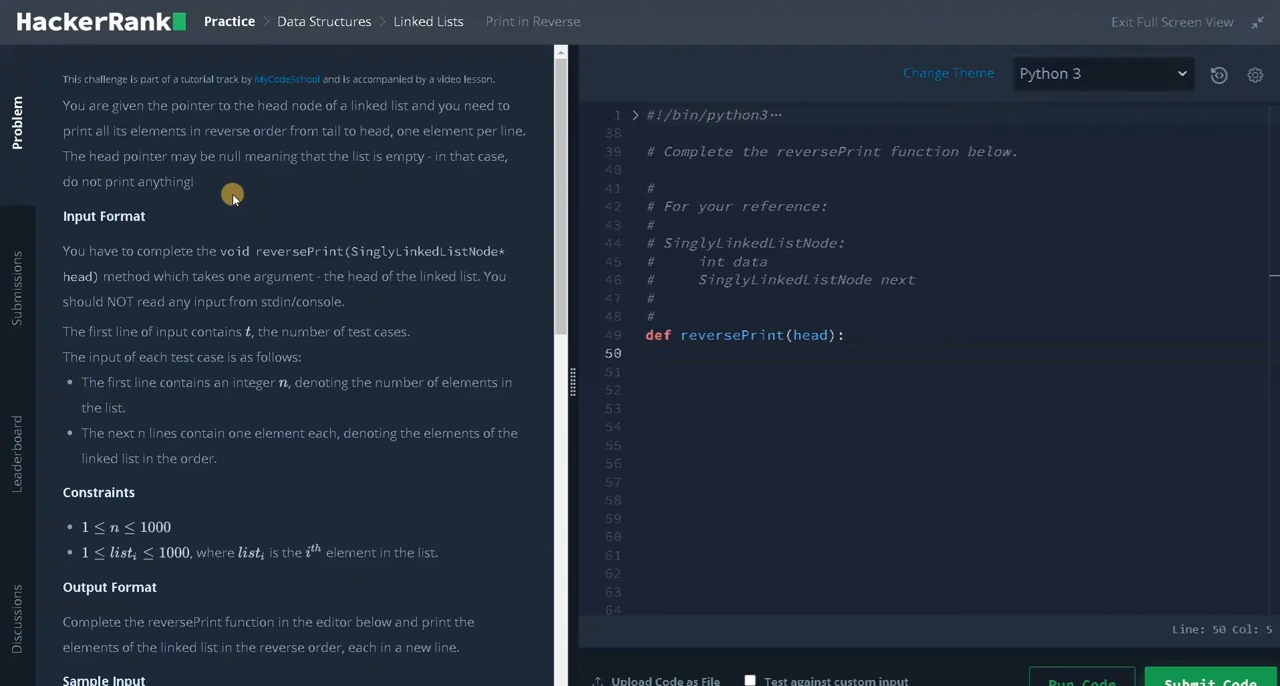 HackerRank Practice > Data Structures > Linked Lists > Print in Reverse Exit Full Screen View
Problem
Submissions
Leaderboard
Discussions
This challenge is part of a tutorial track by MyCodeSchool and is accompanied by a video lesson.
You are given the pointer to the head node of a linked list and you need to
print all its elements in reverse order from tail to head, one element per line.
The head pointer may be null meaning that the list is empty - in that case,
do not print anything!
Input Format
You have to complete the void reversePrint(SinglyLinkedListNode*
head) method which takes one argument - the head of the linked list. You
should NOT read any input from stdin/console.
The first line of input contains t, the number of test cases.
The input of each test case is as follows:
• The first line contains an integer n, denoting the number of elements in
the list.
• The next n lines contain one element each, denoting the elements of the
linked list in the order.
Constraints
• 1 ≤ n ≤ 1000
• 1 ≤ listᵢ ≤ 1000, where listᵢ is the iᵗʰ element in the list.
Output Format
Complete the reversePrint function in the editor below and print the
elements of the linked list in the reverse order, each in a new line.
Sample Input
Change Theme Python 3
1 > #!/bin/python3⋯
38
39 # Complete the reversePrint function below.
40
41 #
42 # For your reference:
43 #
44 # SinglyLinkedListNode:
45 #     int data
46 #     SinglyLinkedListNode next
47 #
48 #
49 def reversePrint(head):
50
51
52
53
54
55
56
57
58
59
60
61
62
63
64
Line: 50 Col: 5
Upload Code as File Test against custom input Run Code Submit Code